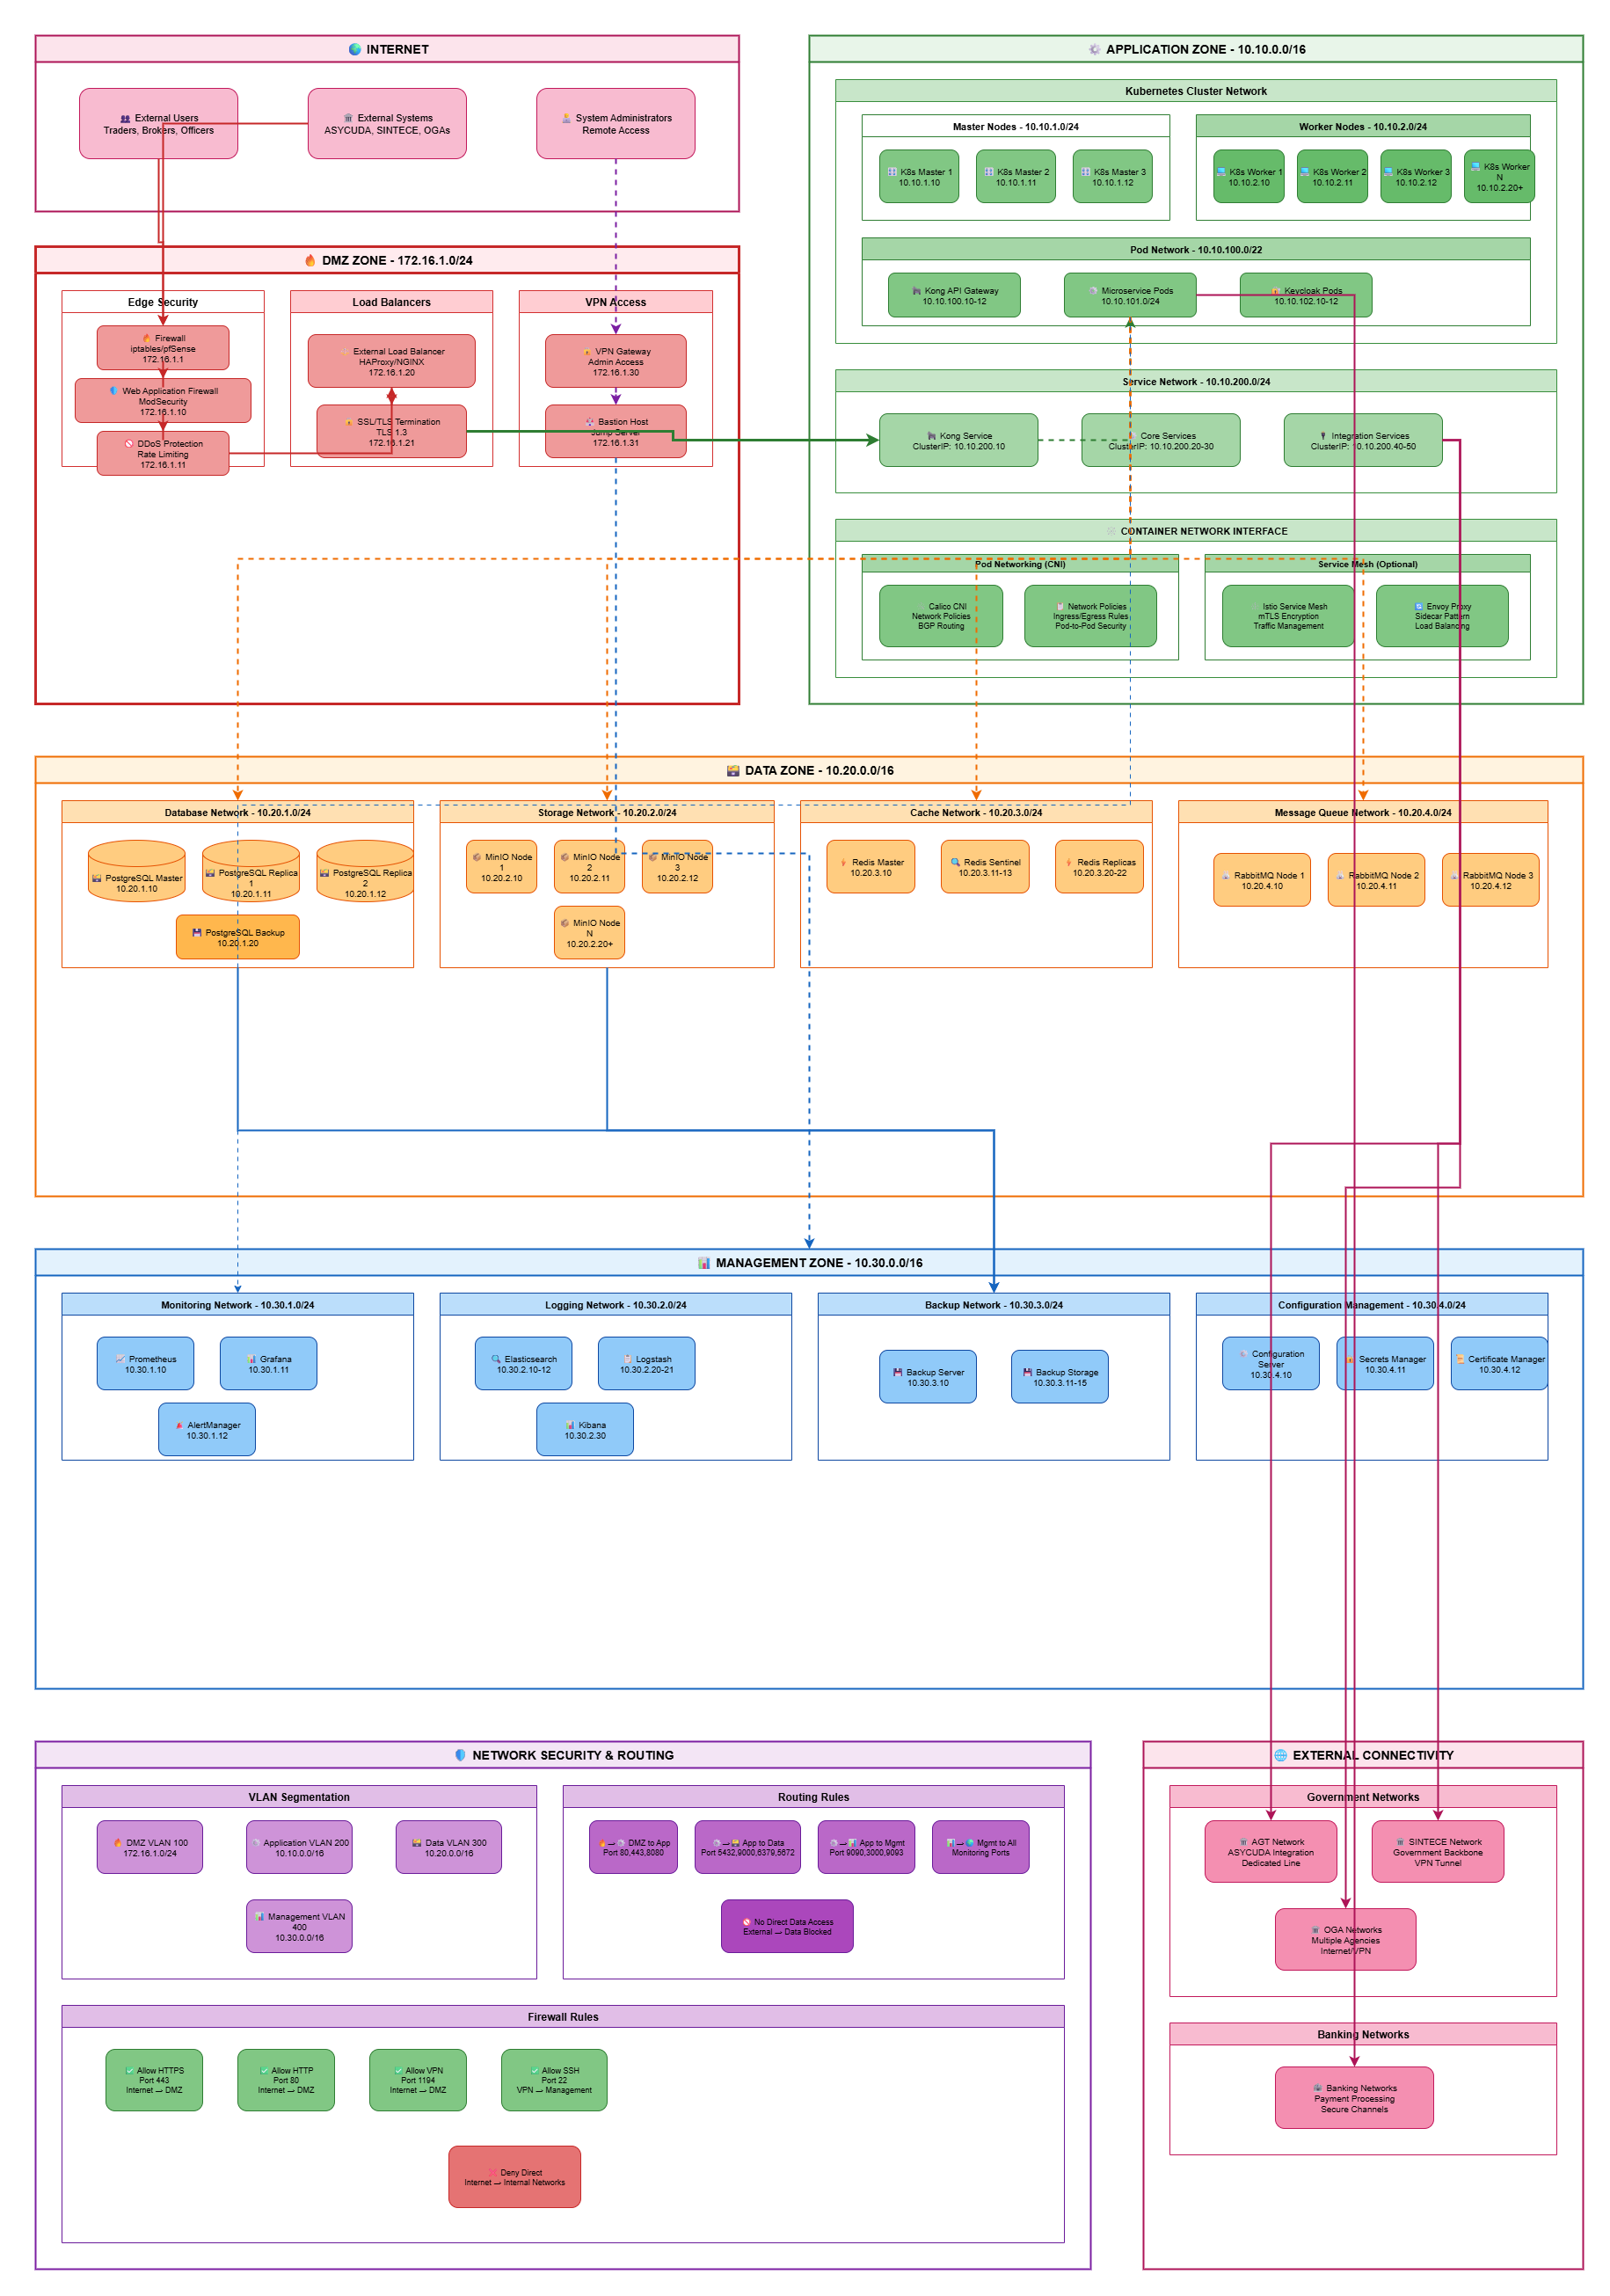 INTERNET
External Users
Traders, Brokers, Officers
External Systems
ASYCUDA, SINTECE, OGAs
System Administrators
Remote Access
DMZ ZONE - 172.16.1.0/24
Edge Security
Firewall
iptables/pfSense
172.16.1.1
Web Application Firewall
ModSecurity
172.16.1.10
DDoS Protection
Rate Limiting
172.16.1.11
Load Balancers
External Load Balancer
HAProxy/NGINX
172.16.1.20
SSL/TLS Termination
TLS 1.3
172.16.1.21
VPN Access
VPN Gateway
Admin Access
172.16.1.30
Bastion Host
Jump Server
172.16.1.31
APPLICATION ZONE - 10.10.0.0/16
Kubernetes Cluster Network
Master Nodes - 10.10.1.0/24
K8s Master 1
10.10.1.10
K8s Master 2
10.10.1.11
K8s Master 3
10.10.1.12
Worker Nodes - 10.10.2.0/24
K8s Worker 1
10.10.2.10
K8s Worker 2
10.10.2.11
K8s Worker 3
10.10.2.12
K8s Worker
N
10.10.2.20+
Pod Network - 10.10.100.0/22
Kong API Gateway
10.10.100.10-12
Microservice Pods
10.10.101.0/24
Keycloak Pods
10.10.102.10-12
Service Network - 10.10.200.0/24
Kong Service
ClusterIP: 10.10.200.10
Core Services
ClusterIP: 10.10.200.20-30
Integration Services
ClusterIP: 10.10.200.40-50
CONTAINER NETWORK INTERFACE
Pod Networking (CNI)
Calico CNI
Network Policies
BGP Routing
Network Policies
Ingress/Egress Rules
Pod-to-Pod Security
Service Mesh (Optional)
Istio Service Mesh
mTLS Encryption
Traffic Management
Envoy Proxy
Sidecar Pattern
Load Balancing
DATA ZONE - 10.20.0.0/16
Database Network - 10.20.1.0/24
PostgreSQL Master
10.20.1.10
PostgreSQL Replica
1
10.20.1.11
PostgreSQL Replica
2
10.20.1.12
PostgreSQL Backup
10.20.1.20
Storage Network - 10.20.2.0/24
MinIO Node
1
10.20.2.10
MinIO Node
2
10.20.2.11
MinIO Node
3
10.20.2.12
MinIO Node
N
10.20.2.20+
Cache Network - 10.20.3.0/24
Redis Master
10.20.3.10
Redis Sentinel
10.20.3.11-13
Redis Replicas
10.20.3.20-22
Message Queue Network - 10.20.4.0/24
RabbitMQ Node 1
10.20.4.10
RabbitMQ Node 2
10.20.4.11
RabbitMQ Node 3
10.20.4.12
MANAGEMENT ZONE - 10.30.0.0/16
Monitoring Network - 10.30.1.0/24
Prometheus
10.30.1.10
Grafana
10.30.1.11
AlertManager
10.30.1.12
Logging Network - 10.30.2.0/24
Elasticsearch
10.30.2.10-12
Logstash
10.30.2.20-21
Kibana
10.30.2.30
Backup Network - 10.30.3.0/24
Backup Server
10.30.3.10
Backup Storage
10.30.3.11-15
Configuration Management - 10.30.4.0/24
Configuration
Server
10.30.4.10
Secrets Manager
10.30.4.11
Certificate Manager
10.30.4.12
NETWORK SECURITY & ROUTING
VLAN Segmentation
DMZ VLAN 100
172.16.1.0/24
Application VLAN 200
10.10.0.0/16
Data VLAN 300
10.20.0.0/16
Management VLAN
400
10.30.0.0/16
Routing Rules
→ DMZ to App
Port 80,443,8080
→ App to Data
Port 5432,9000,6379,5672
→ App to Mgmt
Port 9090,3000,9093
→ Mgmt to All
Monitoring Ports
No Direct Data Access
External → Data Blocked
Firewall Rules
Allow HTTPS
Port 443
Internet → DMZ
Allow HTTP
Port 80
Internet → DMZ
Allow VPN
Port 1194
Internet → DMZ
Allow SSH
Port 22
VPN → Management
Deny Direct
Internet → Internal Networks
EXTERNAL CONNECTIVITY
Government Networks
AGT Network
ASYCUDA Integration
Dedicated Line
SINTECE Network
Government Backbone
VPN Tunnel
OGA Networks
Multiple Agencies
Internet/VPN
Banking Networks
Banking Networks
Payment Processing
Secure Channels